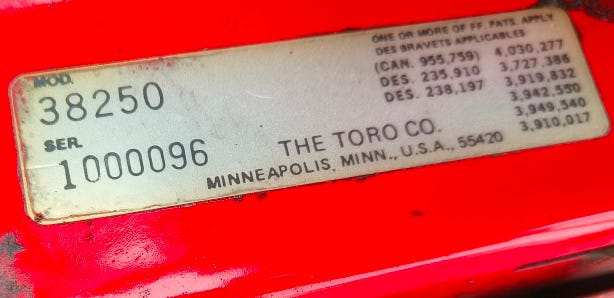 MOD.
38250
SER.
1000096
ONE OR MORE OF FF. PATS. APPLY
DES BRAVETS APPLICABLES
(CAN. 955,759) 4,030,277
DES. 235,910 3,727,386
DES. 238,197 3,919,832
3,942,550
3,949,540
3,910,017
THE TORO CO.
MINNEAPOLIS, MINN., U.S.A., 55420